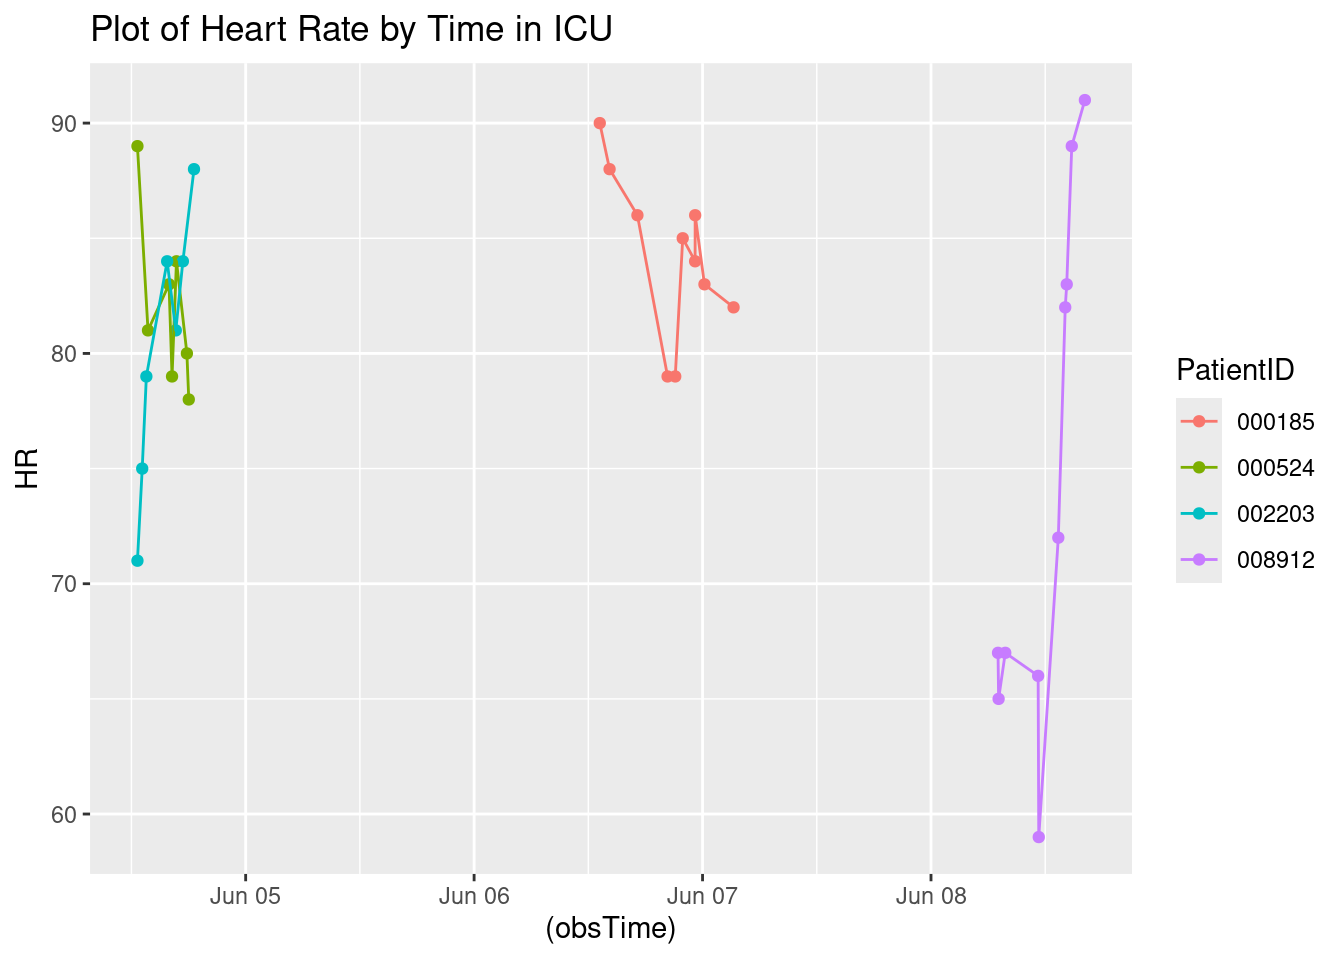 Plot of Heart Rate by Time in ICU
90
80
70
60
HR
Jun 05
Jun 06
Jun 07
Jun 08
(obsTime)
PatientID
000185
000524
002203
008912